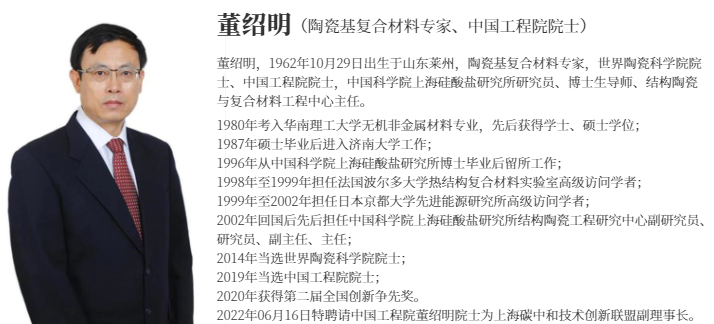 董绍明（陶瓷基复合材料专家、中国工程院院士）
董绍明，1962年10月29日出生于山东莱州，陶瓷基复合材料专家，世界陶瓷科学院院
士、中国工程院院士，中国科学院上海硅酸盐研究所研究员、博士生导师、结构陶瓷
与复合材料工程中心主任。
1980年考入华南理工大学无机非金属材料专业，先后获得学士、硕士学位；
1987年硕士毕业后进入济南大学工作；
1996年从中国科学院上海硅酸盐研究所博士毕业后留所工作；
1998年至1999年担任法国波尔多大学热结构复合材料实验室高级访问学者；
1999年至2002年担任日本京都大学先进能源研究所高级访问学者；
2002年回国后先后担任中国科学院上海硅酸盐研究所结构陶瓷工程研究中心副研究员、
研究员、副主任、主任；
2014年当选世界陶瓷科学院院士；
2019年当选中国工程院院士；
2020年获得第二届全国创新争先奖。
2022年06月16日特聘请中国工程院董绍明院士为上海碳中和技术创新联盟副理事长。